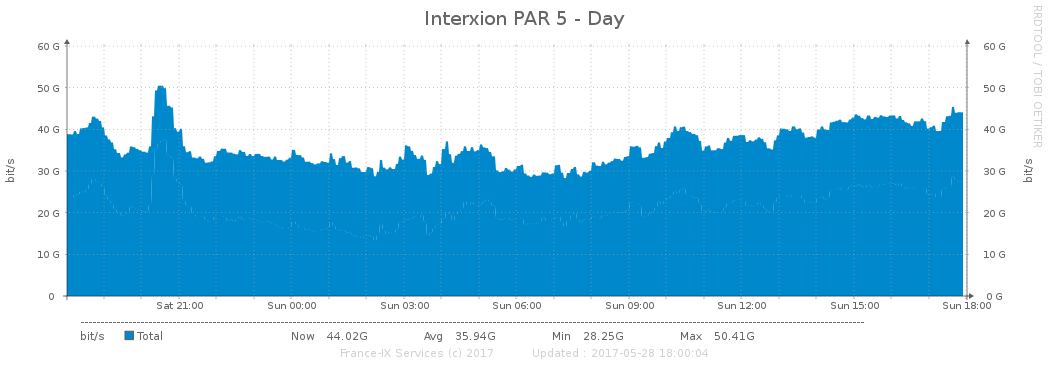 Interxion PAR 5 - Day
RRDTOOL / TOBI OETIKER
bit/s
60 G 60 G
50 G 50 G
40 G 40 G
30 G 30 G
20 G 20 G
10 G 10 G
0 0 G
bit/s
Sat 21:00 Sun 00:00 Sun 03:00 Sun 06:00 Sun 09:00 Sun 12:00 Sun 15:00 Sun 18:00
bit/s Total Now 44.02G Avg 35.94G Min 28.25G Max 50.41G
France-IX Services (c) 2017 Updated : 2017-05-28 18:00:04